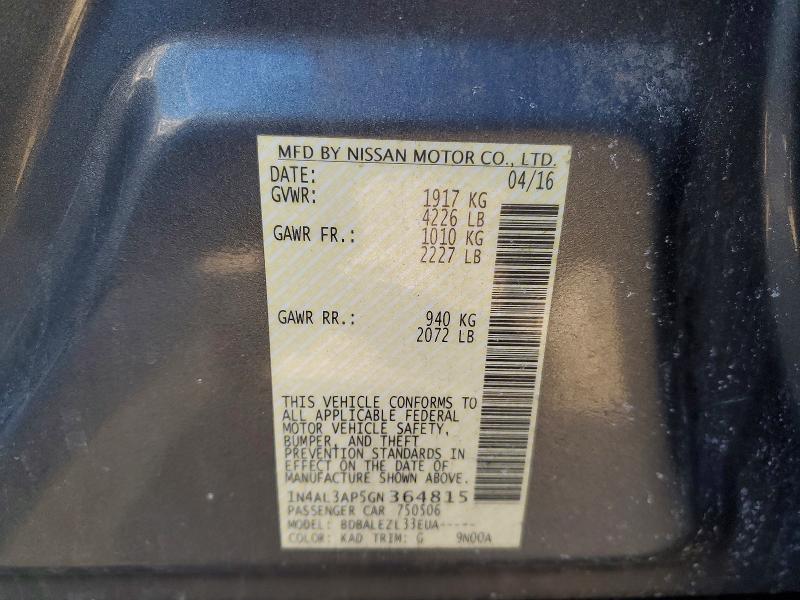 MFD BY NISSAN MOTOR CO., LTD.
DATE: 04/16
GVWR: 1917 KG
4226 LB
GAWR FR.: 1010 KG
2227 LB
GAWR RR.: 940 KG
2072 LB
THIS VEHICLE CONFORMS TO
ALL APPLICABLE FEDERAL
MOTOR VEHICLE SAFETY,
BUMPER, AND THEFT
PREVENTION STANDARDS IN
EFFECT ON THE DATE OF
MANUFACTURE SHOWN ABOVE.
1N4AL3AP5GN364815
PASSENGER CAR 750506
MODEL: BDBALEZL33EUA-----
COLOR: KAD TRIM: G 9N00A